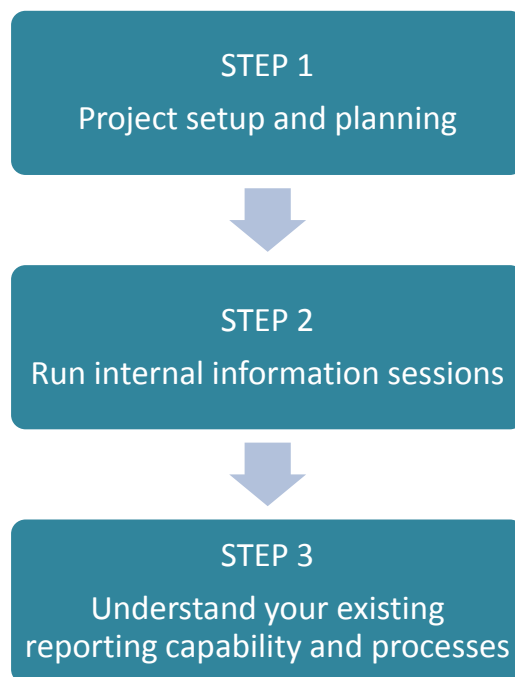 STEP 1
Project setup and planning
STEP 2
Run internal information sessions
STEP 3
Understand your existing
reporting capability and processes